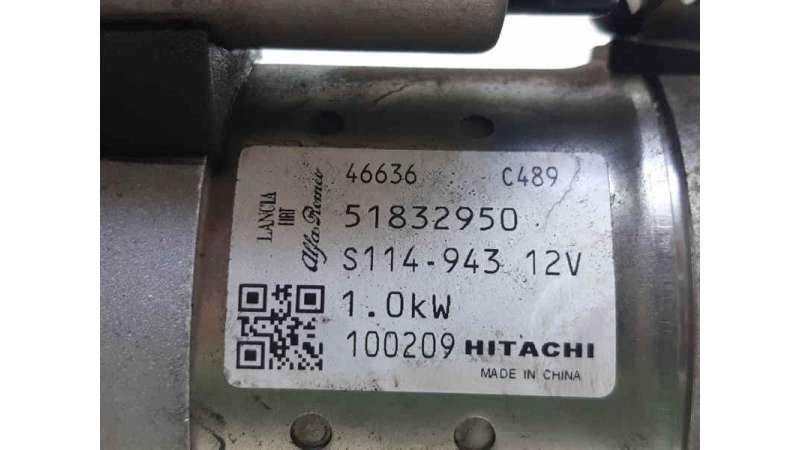 46636 C489
LANCIA
FIAT
Alfa Romeo
51832950
S114-943 12V
1.0kW
100209 HITACHI
MADE IN CHINA